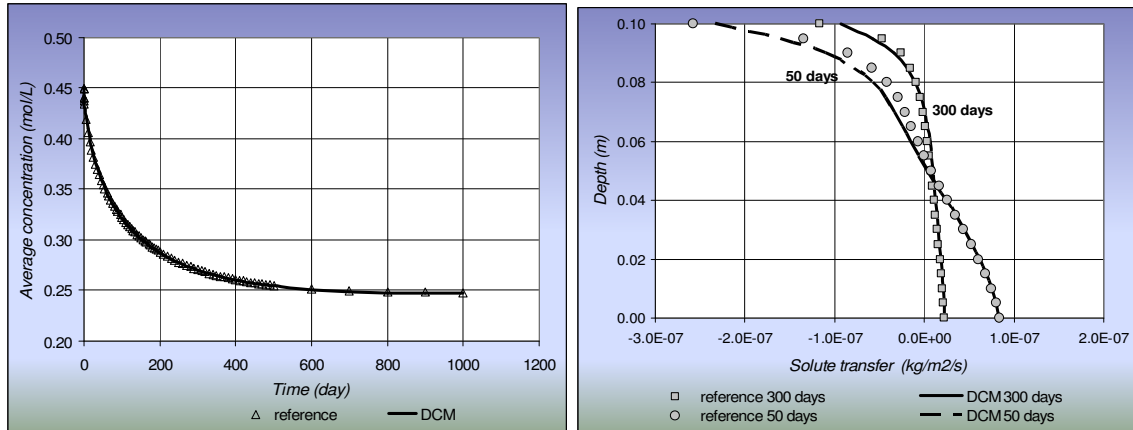 0.50
0.45
0.40
0.35
0.30
0.25
0.20
Average concentration (mol/L)
0 200 400 600 800 1000 1200
Time (day)
reference DCM
0.10
0.08
0.06
0.04
0.02
0.00
Depth (m)
50 days
300 days
-3.0E-07 -2.0E-07 -1.0E-07 0.0E+00 1.0E-07 2.0E-07
Solute transfer (kg/m2/s)
reference 300 days DCM 300 days
reference 50 days DCM 50 days